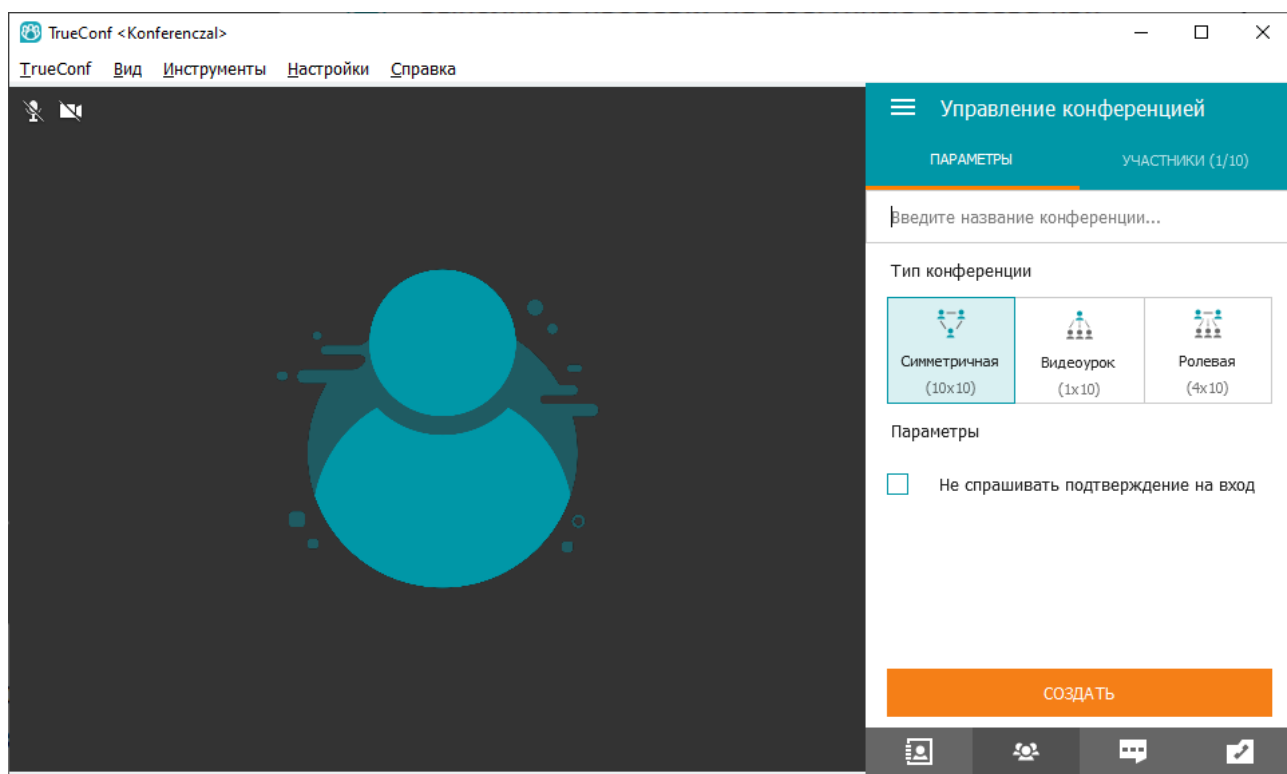 TrueConf <Konferenczal>
TrueConf Вид Инструменты Настройки Справка
Управление конференцией
ПАРАМЕТРЫ УЧАСТНИКИ (1/10)
Введите название конференции...
Тип конференции
Симметричная Видеоурок Ролевая
(10x10) (1x10) (4x10)
Параметры
Не спрашивать подтверждение на вход
СОЗДАТЬ